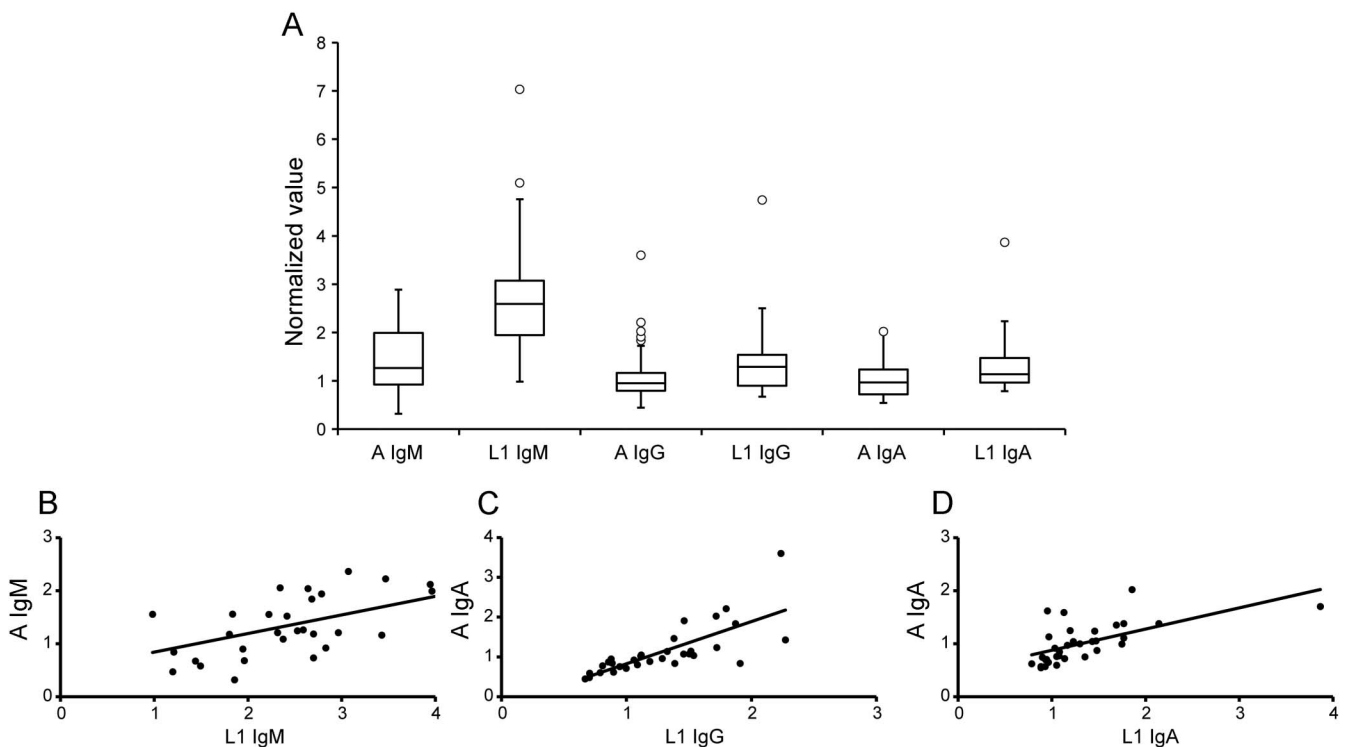 A
8
7
6
5
4
3
2
1
0
Normalized value
A IgM L1 IgM A IgG L1 IgG A IgA L1 IgA
B
3
2
1
0
A IgM
0 1 2 3 4
L1 IgM
C
4
3
2
1
0
A IgA
0 1 2 3
L1 IgG
D
3
2
1
0
A IgA
0 1 2 3 4
L1 IgA